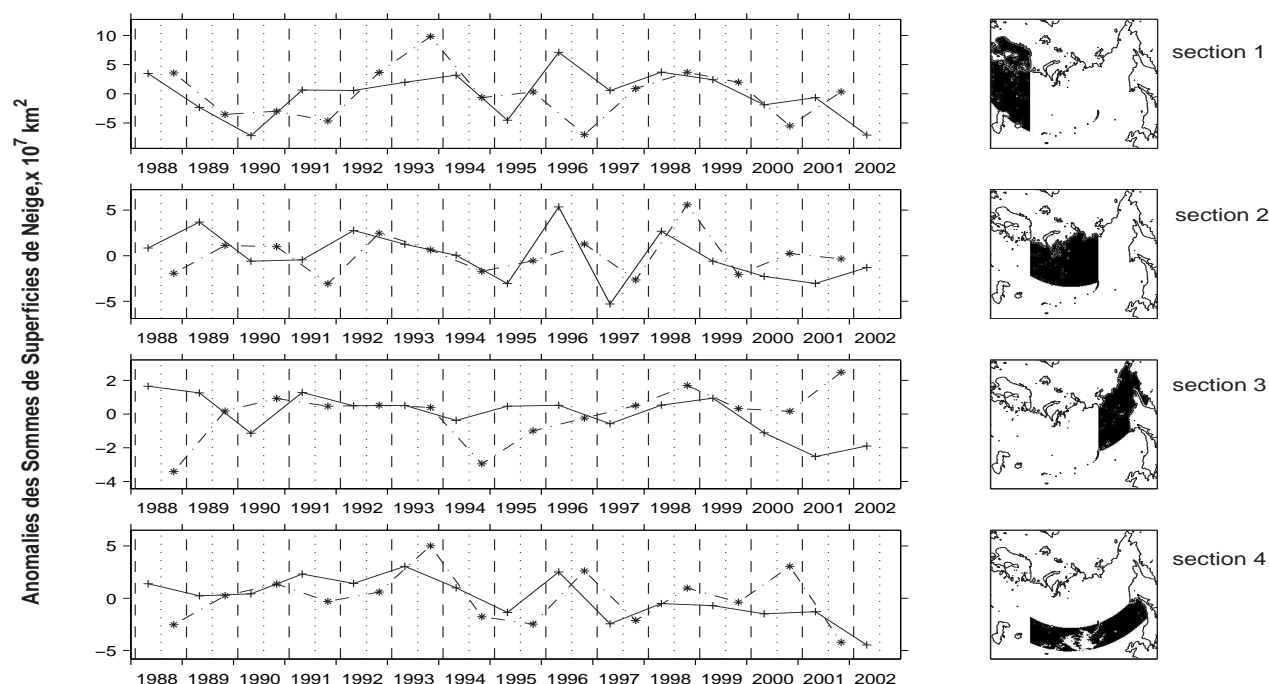 Anomalies des Sommes de Superficies de Neige,x 10⁷ km²
10
5
0
−5
1988 1989 1990 1991 1992 1993 1994 1995 1996 1997 1998 1999 2000 2001 2002
section 1
5
0
−5
1988 1989 1990 1991 1992 1993 1994 1995 1996 1997 1998 1999 2000 2001 2002
section 2
2
0
−2
−4
1988 1989 1990 1991 1992 1993 1994 1995 1996 1997 1998 1999 2000 2001 2002
section 3
5
0
−5
1988 1989 1990 1991 1992 1993 1994 1995 1996 1997 1998 1999 2000 2001 2002
section 4